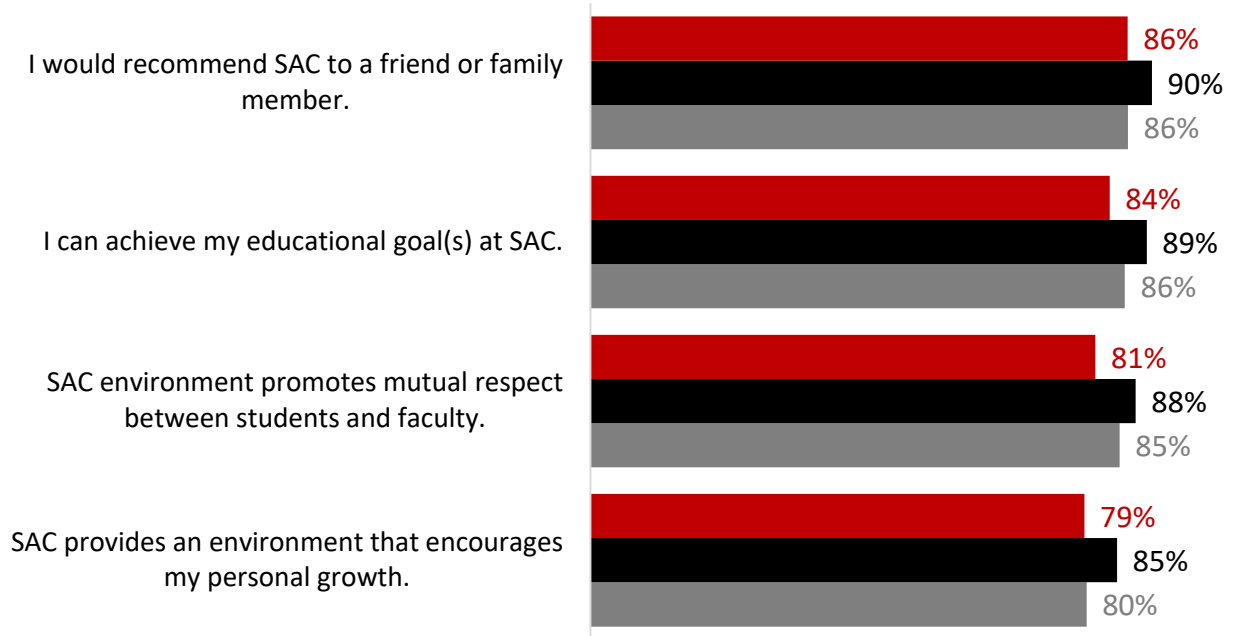 I would recommend SAC to a friend or family
member.
86%
90%
86%
I can achieve my educational goal(s) at SAC.
84%
89%
86%
SAC environment promotes mutual respect
between students and faculty.
81%
88%
85%
SAC provides an environment that encourages
my personal growth.
79%
85%
80%